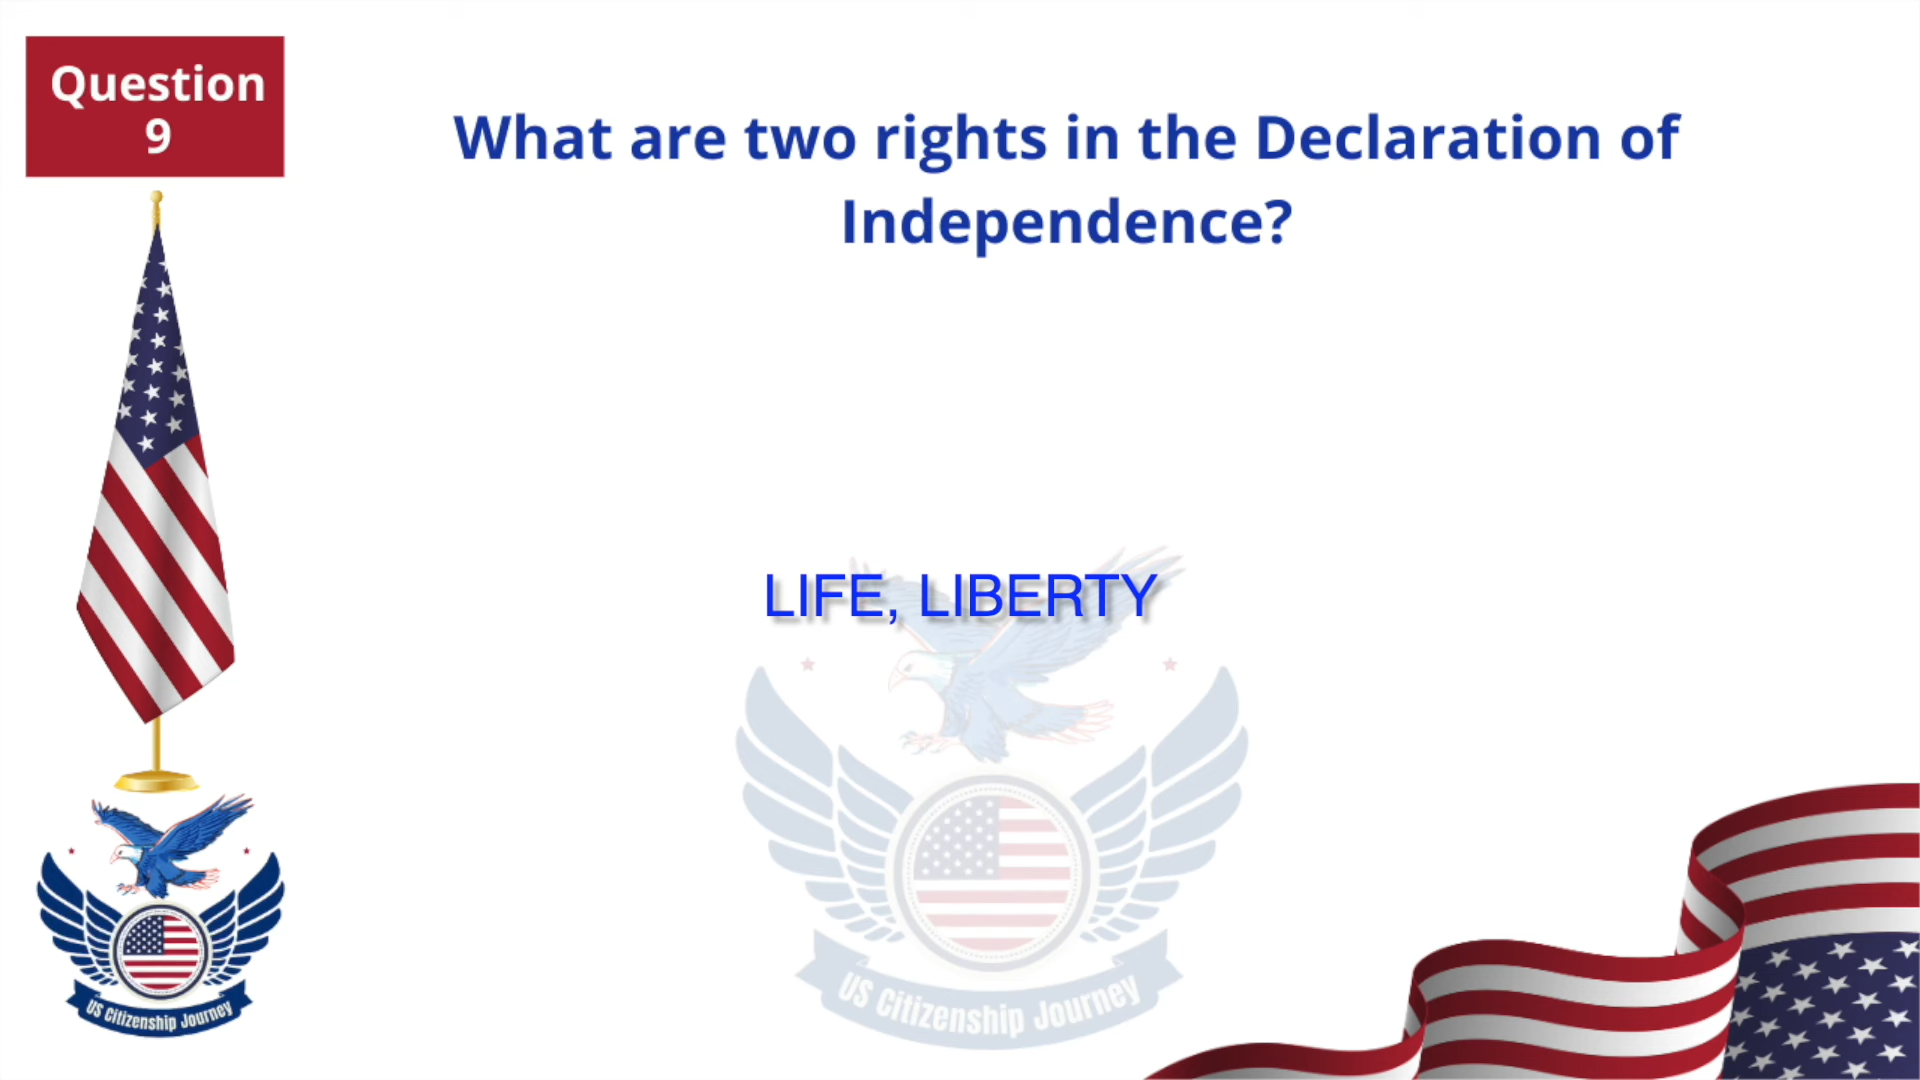 Question
9
What are two rights in the Declaration of
Independence?
LIFE, LIBERTY
US Citizenship Journey
US Citizenship Journey